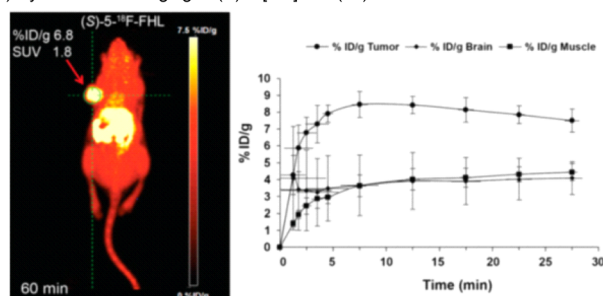 (S)-5-¹⁸F-FHL
%ID/g 6.8
SUV 1.8
7.5 %ID/g
0 %ID/g
60 min
% ID/g Tumor % ID/g Brain % ID/g Muscle
%ID/g
10
9
8
7
6
5
4
3
2
1
0
0 5 10 15 20 25 30
Time (min)